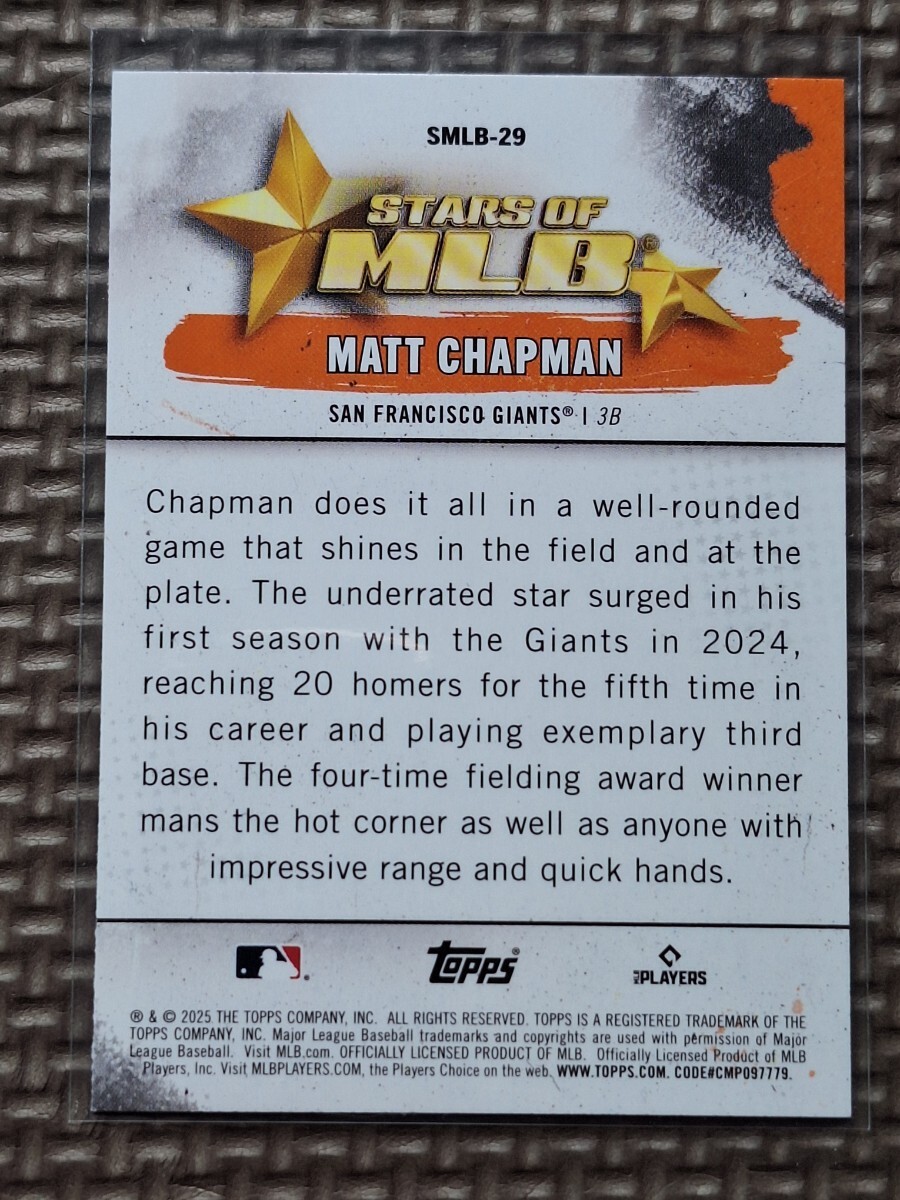 SMLB-29
STARS OF
MLB®
MATT CHAPMAN
SAN FRANCISCO GIANTS® | 3B
Chapman does it all in a well-rounded
game that shines in the field and at the
plate. The underrated star surged in his
first season with the Giants in 2024,
reaching 20 homers for the fifth time in
his career and playing exemplary third
base. The four-time fielding award winner
mans the hot corner as well as anyone with
impressive range and quick hands.
topps® MLB PLAYERS
® & © 2025 THE TOPPS COMPANY, INC. ALL RIGHTS RESERVED. TOPPS IS A REGISTERED TRADEMARK OF THE
TOPPS COMPANY, INC. Major League Baseball trademarks and copyrights are used with permission of Major
League Baseball. Visit MLB.com. OFFICIALLY LICENSED PRODUCT OF MLB. Officially Licensed Product of MLB
Players, Inc. Visit MLBPLAYERS.COM, the Players Choice on the web. WWW.TOPPS.COM. CODE#CMP097779.